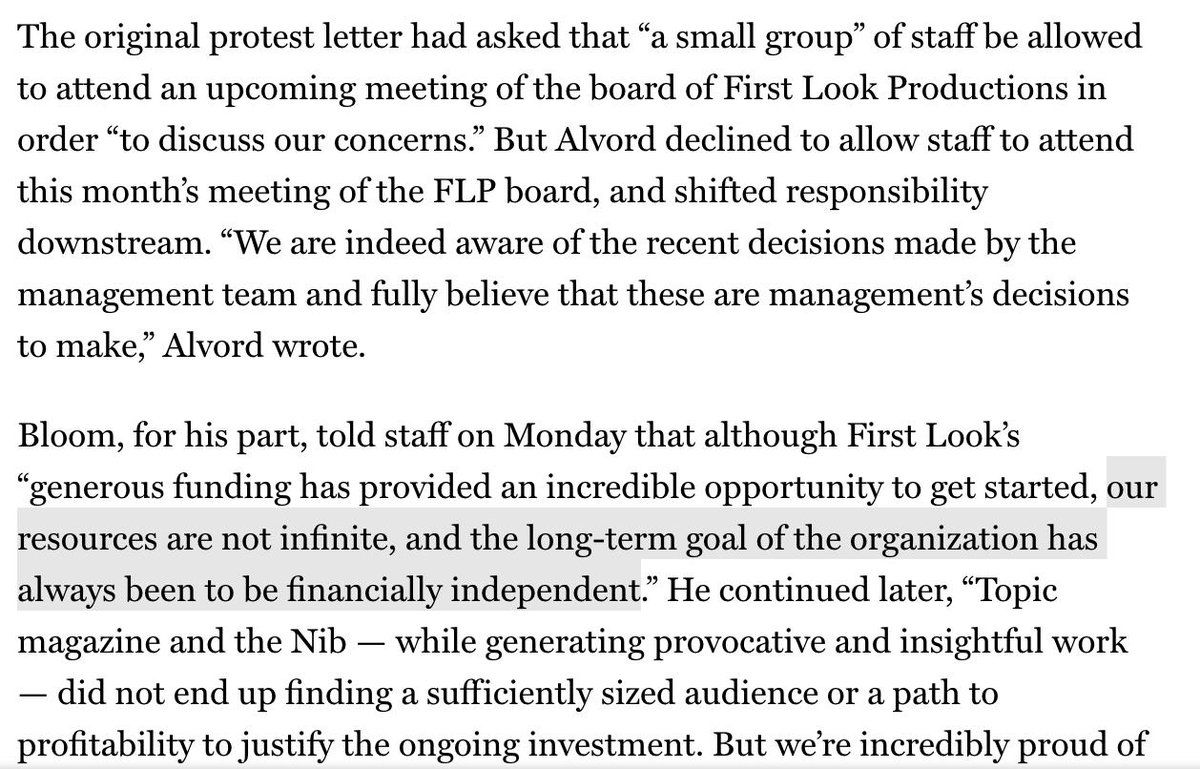 The original protest letter had asked that “a small group” of staff be allowed
to attend an upcoming meeting of the board of First Look Productions in
order “to discuss our concerns.” But Alvord declined to allow staff to attend
this month’s meeting of the FLP board, and shifted responsibility
downstream. “We are indeed aware of the recent decisions made by the
management team and fully believe that these are management’s decisions
to make,” Alvord wrote.
Bloom, for his part, told staff on Monday that although First Look’s
“generous funding has provided an incredible opportunity to get started, our
resources are not infinite, and the long-term goal of the organization has
always been to be financially independent.” He continued later, “Topic
magazine and the Nib — while generating provocative and insightful work
— did not end up finding a sufficiently sized audience or a path to
profitability to justify the ongoing investment. But we’re incredibly proud of